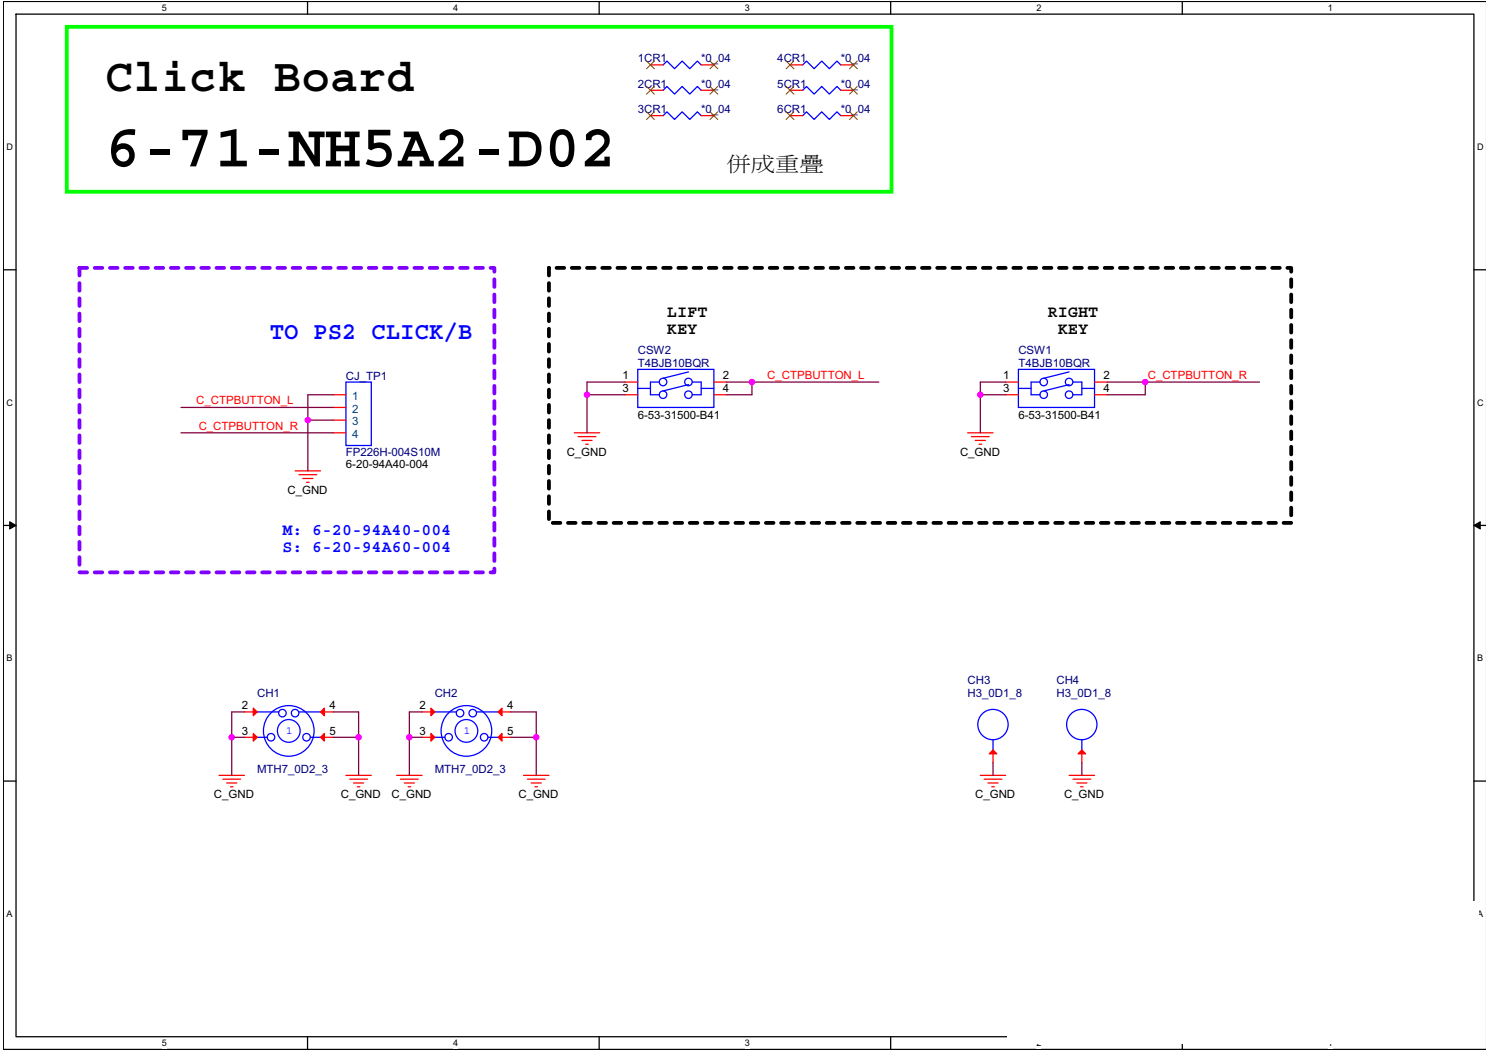 5 4 3 2 1
Click Board
6-71-NH5A2-D02
1CR1 *0_04 4CR1 *0_04
2CR1 *0_04 5CR1 *0_04
3CR1 *0_04 6CR1 *0_04
併成重疊
D D
TO PS2 CLICK/B
CJ_TP1
C_CTPBUTTON_L
C_CTPBUTTON_R
1
2
3
4
FP226H-004S10M
6-20-94A40-004
C_GND
M: 6-20-94A40-004
S: 6-20-94A60-004
LIFT
KEY
CSW2
T4BJB10BQR
1 2 C_CTPBUTTON_L
3 4
6-53-31500-B41
C_GND
RIGHT
KEY
CSW1
T4BJB10BQR
1 2 C_CTPBUTTON_R
3 4
6-53-31500-B41
C_GND
C C
B B
CH1
2 4
3 1 5
MTH7_0D2_3
C_GND C_GND
CH2
2 4
3 1 5
MTH7_0D2_3
C_GND C_GND
CH3
H3_0D1_8
C_GND
CH4
H3_0D1_8
C_GND
A
5 4 3